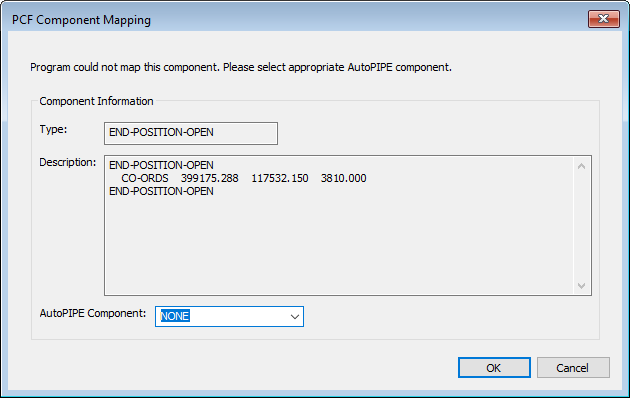 PCF Component Mapping
Program could not map this component. Please select appropriate AutoPIPE component.
Component Information
Type: END-POSITION-OPEN
Description: END-POSITION-OPEN
CO-ORDS 399175.288 117532.150 3810.000
END-POSITION-OPEN
AutoPIPE Component: NONE
OK Cancel